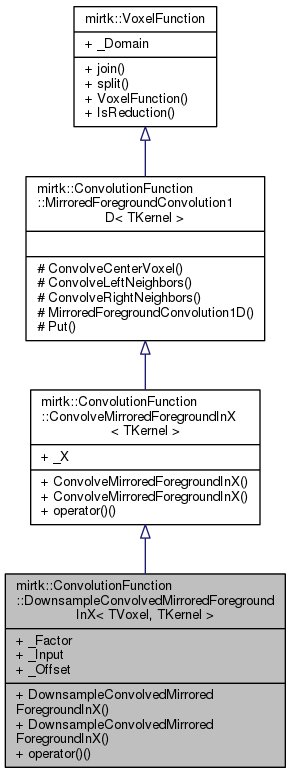 mirtk::VoxelFunction
+ _Domain
+ join()
+ split()
+ VoxelFunction()
+ IsReduction()
mirtk::ConvolutionFunction
::MirroredForegroundConvolution1
D< TKernel >
# ConvolveCenterVoxel()
# ConvolveLeftNeighbors()
# ConvolveRightNeighbors()
# MirroredForegroundConvolution1D()
# Put()
mirtk::ConvolutionFunction
::ConvolveMirroredForegroundInX
< TKernel >
+ _X
+ ConvolveMirroredForegroundInX()
+ ConvolveMirroredForegroundInX()
+ operator()()
mirtk::ConvolutionFunction
::DownsampleConvolvedMirroredForeground
InX< TVoxel, TKernel >
+ _Factor
+ _Input
+ _Offset
+ DownsampleConvolvedMirrored
ForegroundInX()
+ DownsampleConvolvedMirrored
ForegroundInX()
+ operator()()